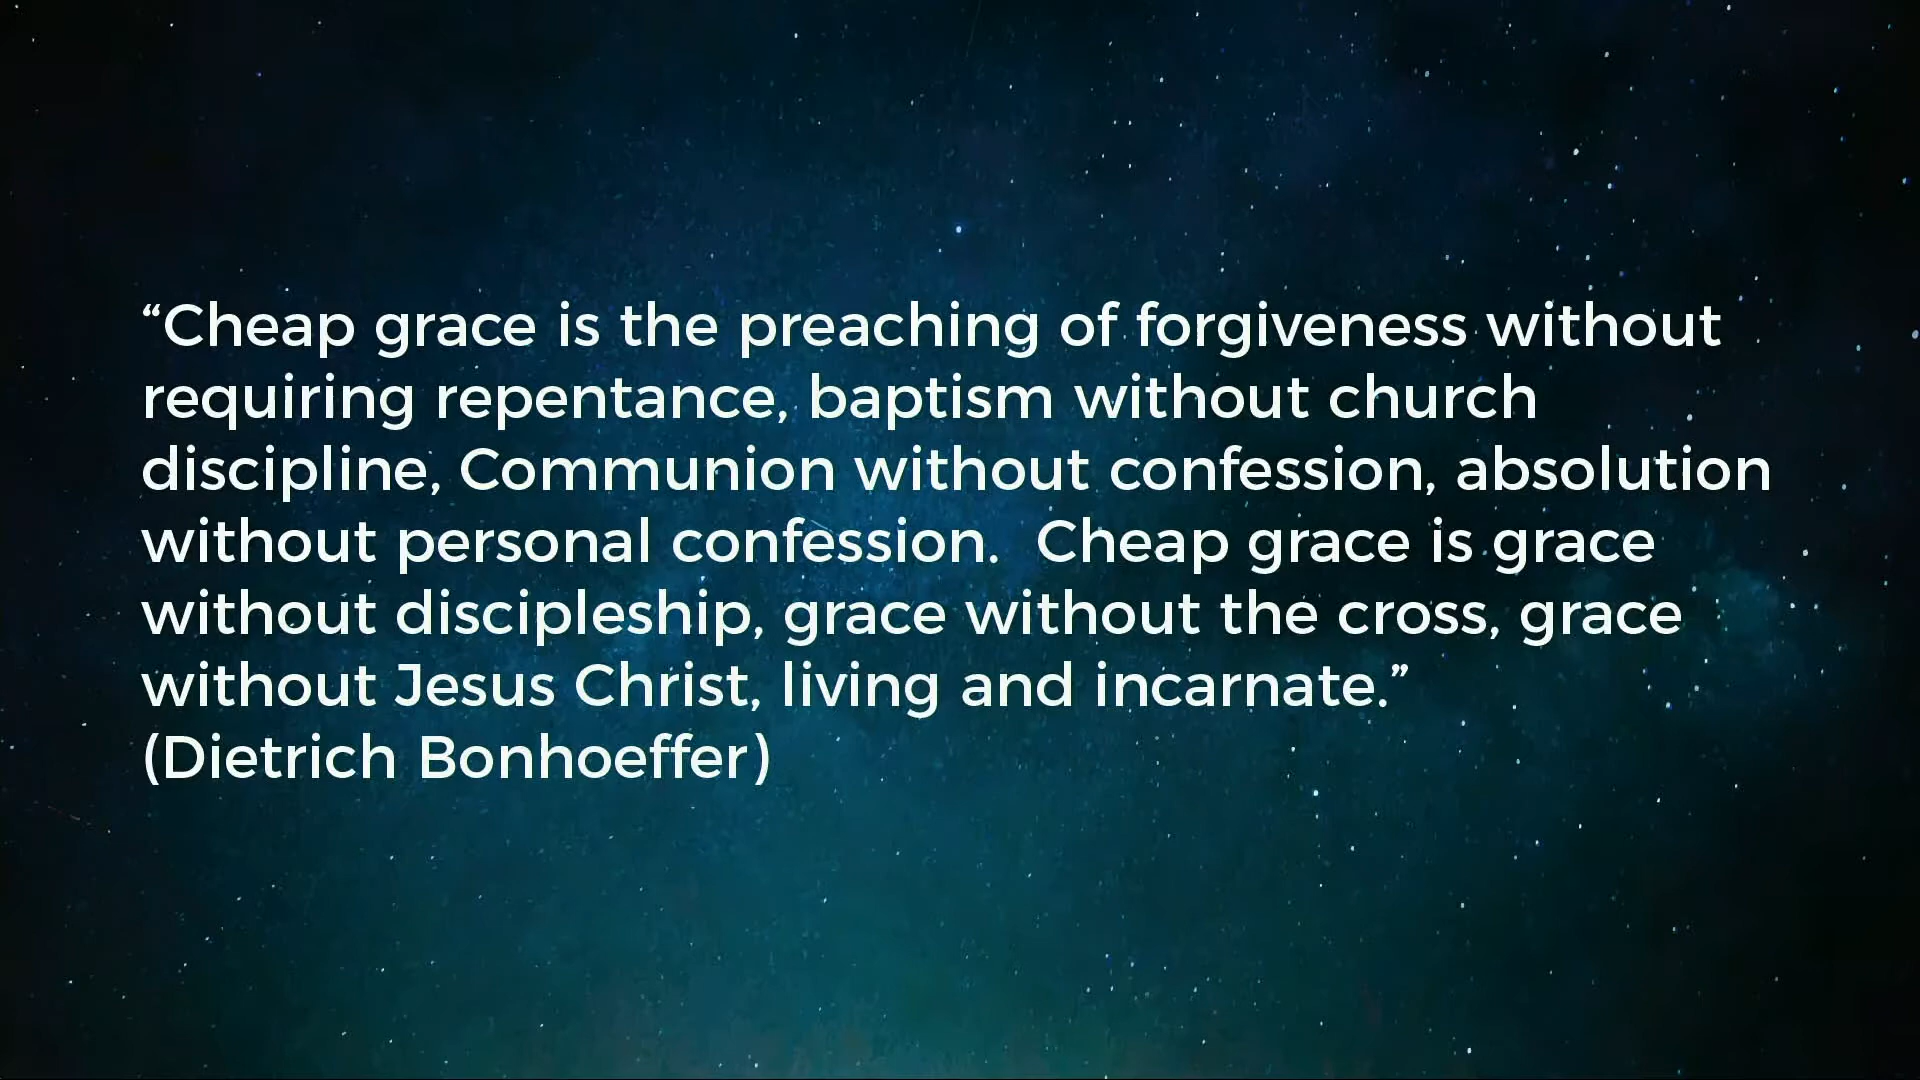 “Cheap grace is the preaching of forgiveness without
requiring repentance, baptism without church
discipline, Communion without confession, absolution
without personal confession.  Cheap grace is grace
without discipleship, grace without the cross, grace
without Jesus Christ, living and incarnate.”
(Dietrich Bonhoeffer)